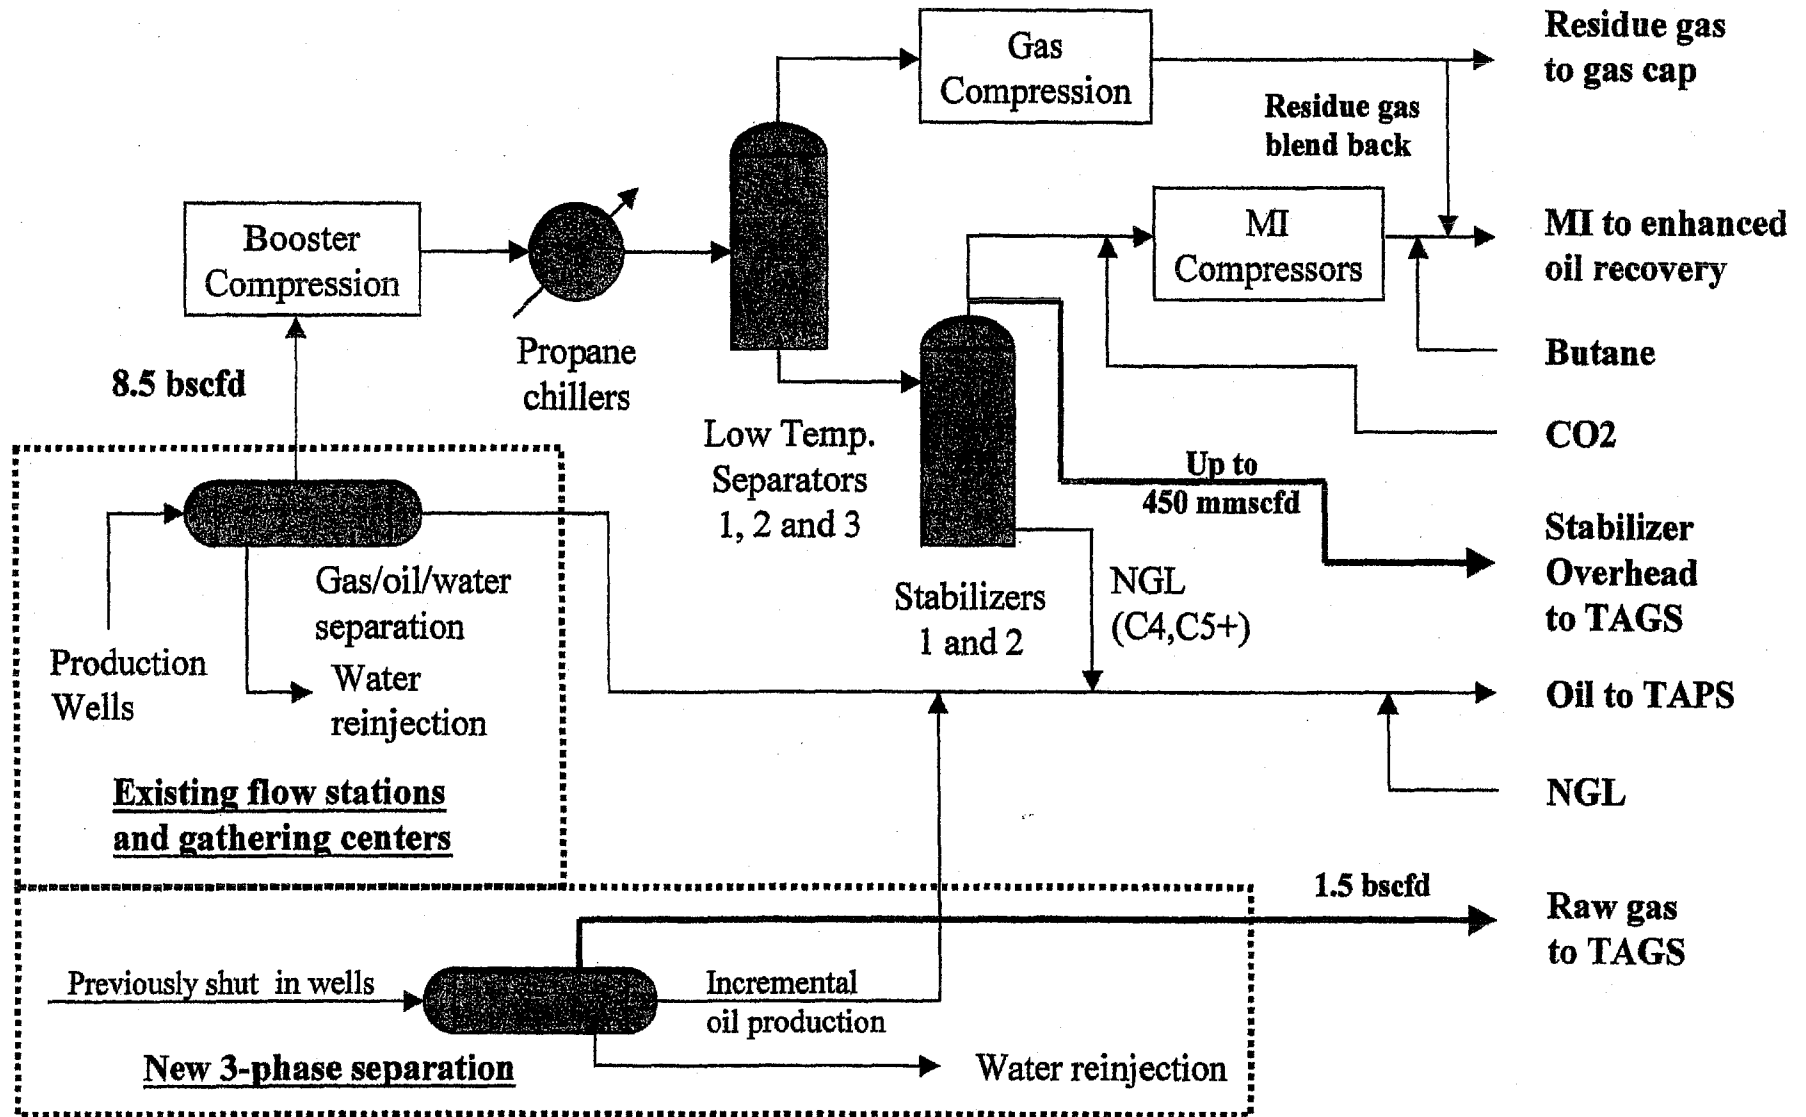 Residue gas
to gas cap
Gas
Compression
Residue gas
blend back
MI
Compressors
MI to enhanced
oil recovery
Booster
Compression
Propane
chillers
Butane
8.5 bscfd
CO2
Low Temp.
Separators
1, 2 and 3
Up to
450 mmscfd
Stabilizer
Overhead
to TAGS
Gas/oil/water
separation
Stabilizers
1 and 2
NGL
(C4,C5+)
Production
Wells
Water
reinjection
Oil to TAPS
Existing flow stations
and gathering centers
NGL
1.5 bscfd
Raw gas
to TAGS
Previously shut in wells
Incremental
oil production
New 3-phase separation
Water reinjection